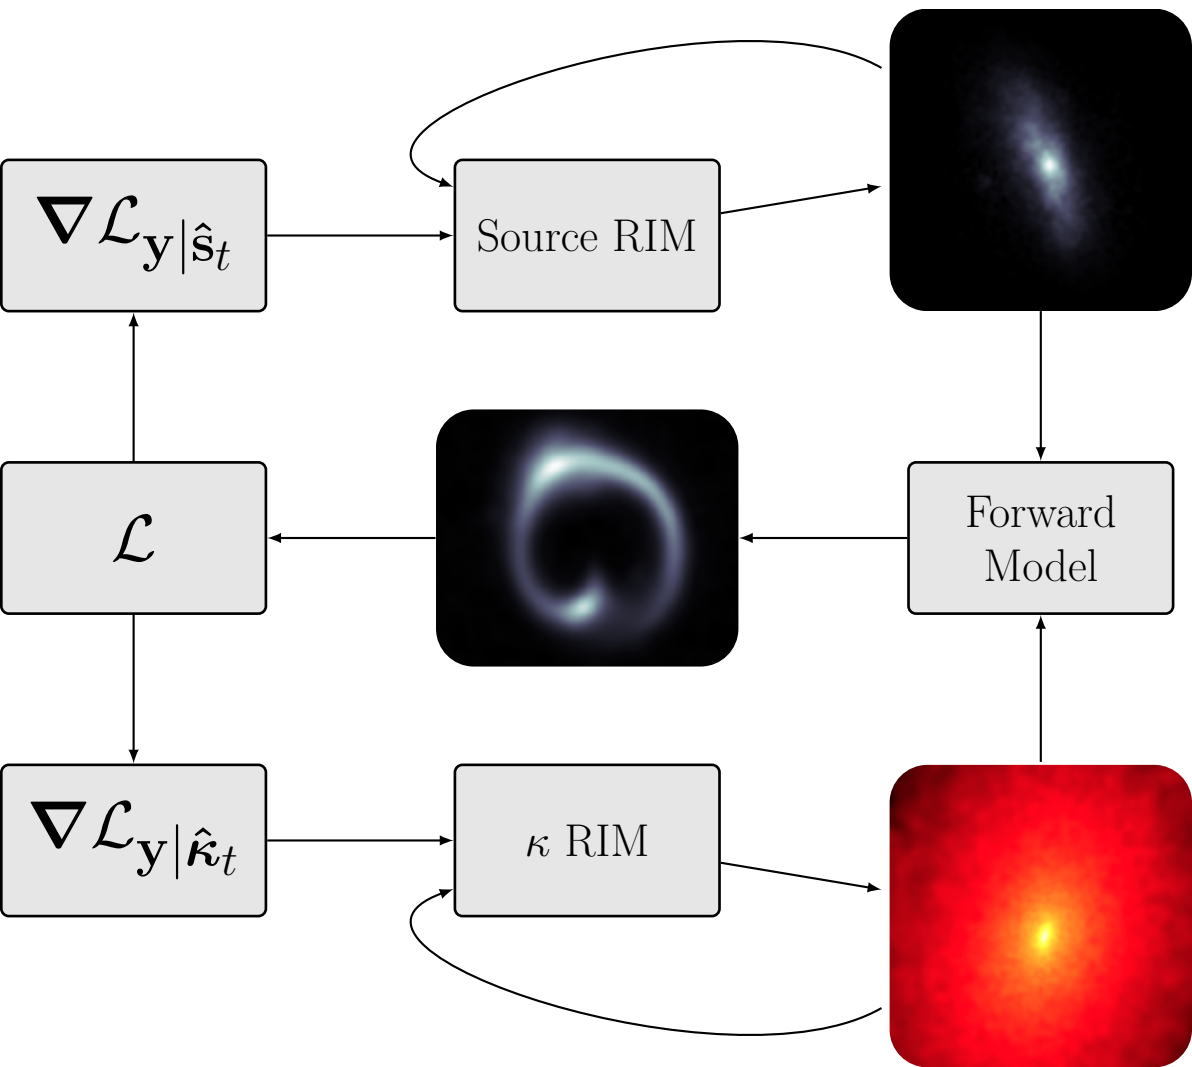 ∇ℒ_{y|ŝ_t}
Source RIM
ℒ
Forward
Model
∇ℒ_{y|κ̂_t}
κ RIM